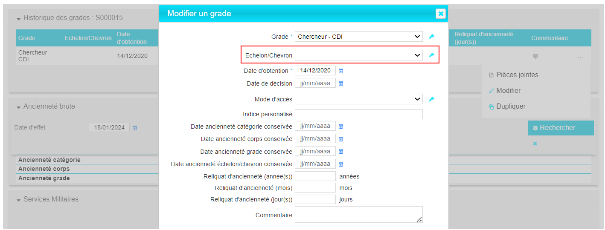 Historique des grades : S000015
Grade
Echelon/Chevron
Date d'obtention
Reliquat d'ancienneté (jour(s))
Commentaire
Chercheur CDI
14/12/2020
Pièces jointes
Modifier
Dupliquer
Ancienneté brute
Date d'effet
15/01/2024
Rechercher
Ancienneté catégorie
Ancienneté corps
Ancienneté grade
Services Militaires
Modifier un grade
Grade * Chercheur - CDI
Echelon/Chevron
Date d'obtention * 14/12/2020
Date de décision jj/mm/aaaa
Mode d'accès
Indice personnalisé
Date ancienneté catégorie conservée jj/mm/aaaa
Date ancienneté corps conservée jj/mm/aaaa
Date ancienneté grade conservée jj/mm/aaaa
Date ancienneté échelon/chevron conservée jj/mm/aaaa
Reliquat d'ancienneté (année(s)) années
Reliquat d'ancienneté (mois) mois
Reliquat d'ancienneté (jour(s)) jours
Commentaire